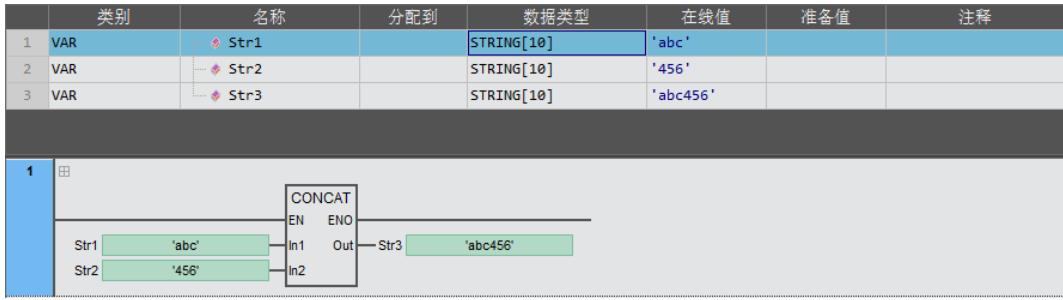 类别 名称 分配到 数据类型 在线值 准备值 注释
1 VAR Str1 STRING[10] 'abc'
2 VAR Str2 STRING[10] '456'
3 VAR Str3 STRING[10] 'abc456'
1
CONCAT
EN ENO
Str1 'abc' In1 Out Str3 'abc456'
Str2 '456' In2